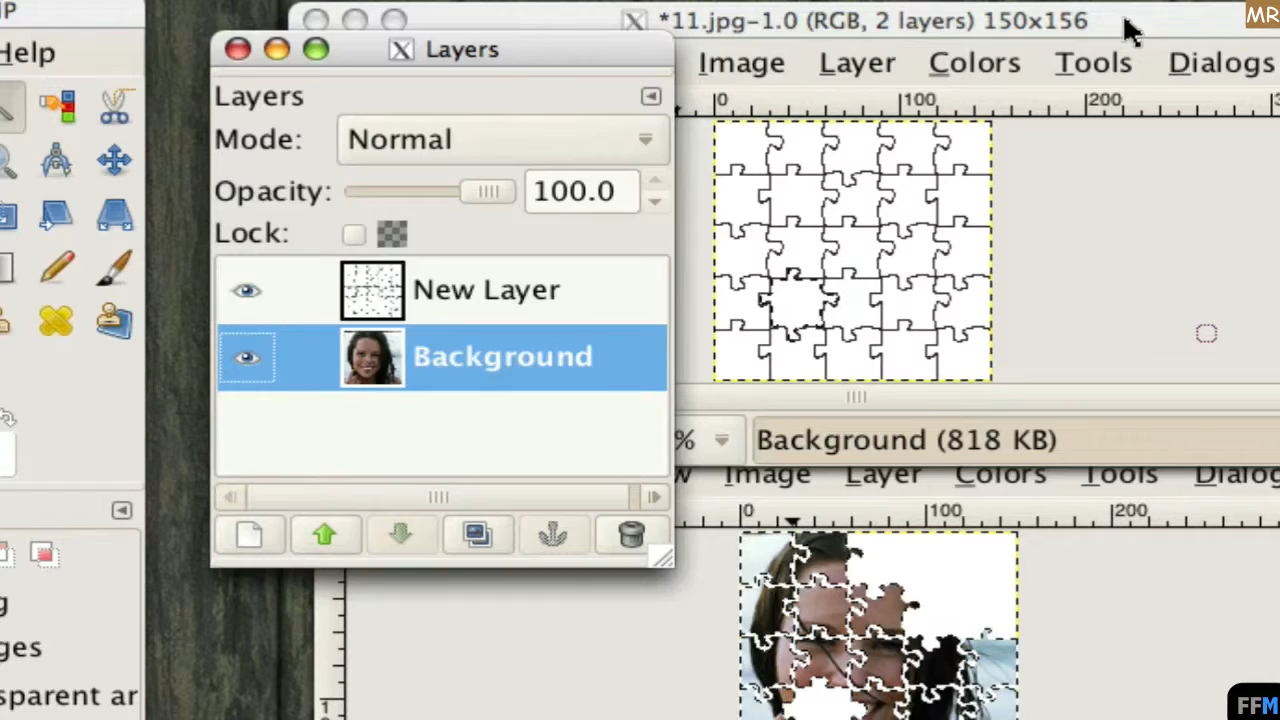 P
MR
*11.jpg-1.0 (RGB, 2 layers) 150x156
Layers
Help
Image Layer Colors Tools Dialogs
Layers
Mode: Normal
Opacity: 100.0
Lock:
New Layer
Background
0 100 200
% Background (818 KB)
w Image Layer Colors Tools Dialo
0 100 200
g
ges
sparent ar
1
FFM